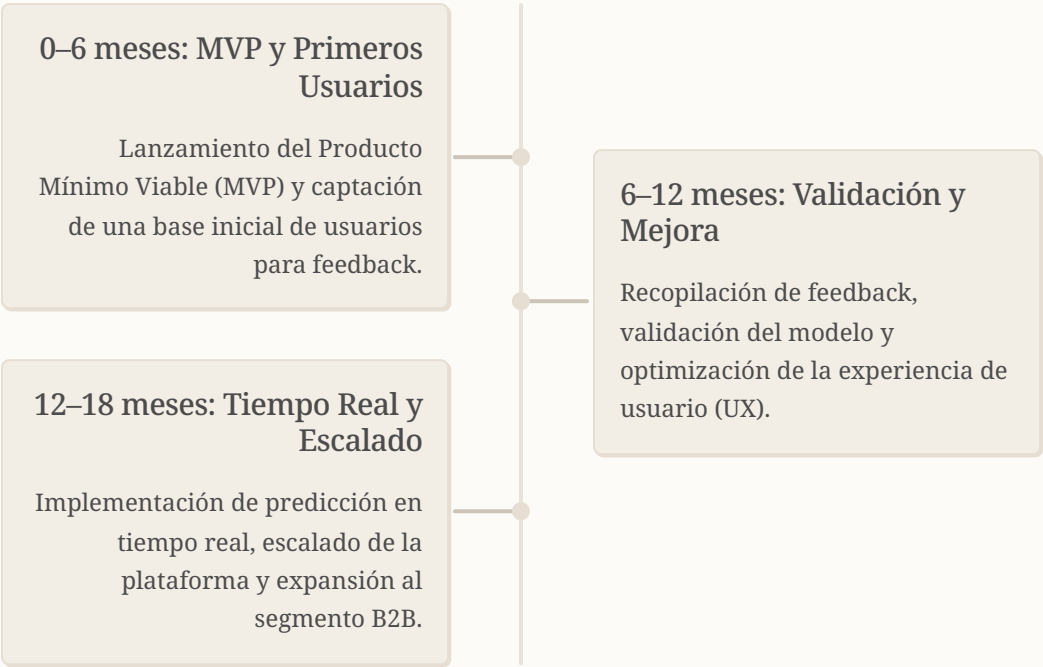 0–6 meses: MVP y Primeros
Usuarios
Lanzamiento del Producto
Mínimo Viable (MVP) y captación
de una base inicial de usuarios
para feedback.
6–12 meses: Validación y
Mejora
Recopilación de feedback,
validación del modelo y
optimización de la experiencia de
usuario (UX).
12–18 meses: Tiempo Real y
Escalado
Implementación de predicción en
tiempo real, escalado de la
plataforma y expansión al
segmento B2B.